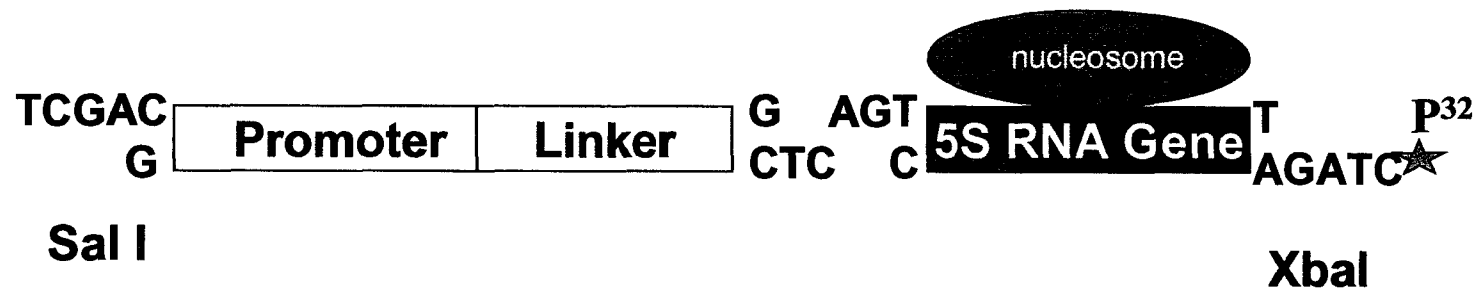 nucleosome
TCGAC Promoter Linker G AGT 5S RNA Gene T P32
G CTC C AGATC
Sal I
XbaI